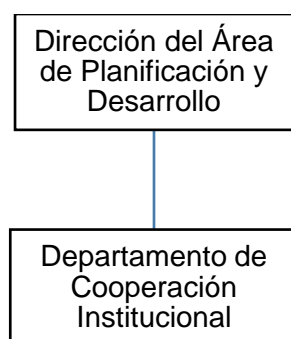 Dirección del Área
de Planificación y
Desarrollo
Departamento de
Cooperación
Institucional